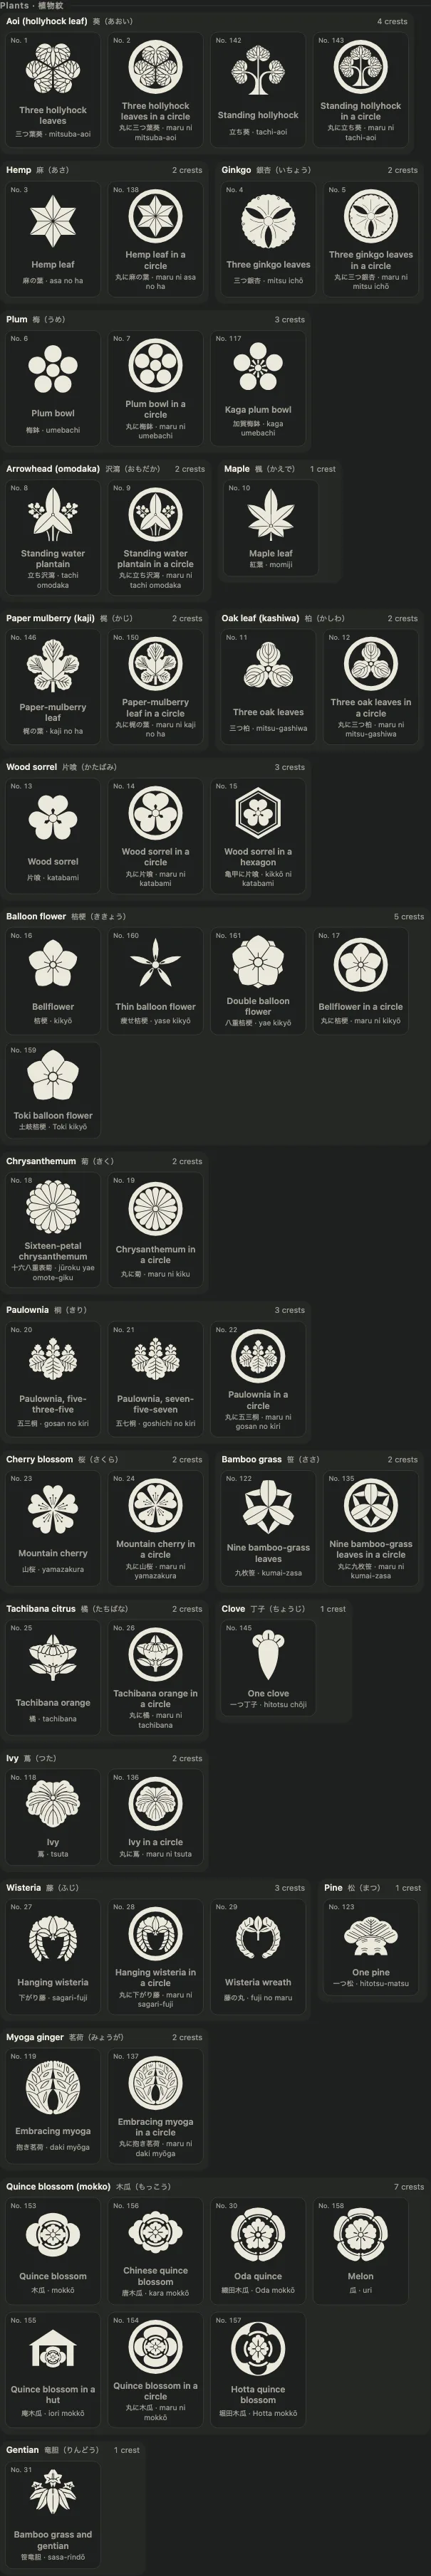 Plants · 植物紋
Aoi (hollyhock leaf) 葵（あおい） 4 crests
No. 1
Three hollyhock
leaves
三つ葉葵 · mitsuba-aoi
No. 2
Three hollyhock
leaves in a circle
丸に三つ葉葵 · maru ni
mitsuba-aoi
No. 142
Standing hollyhock
立ち葵 · tachi-aoi
No. 143
Standing hollyhock
in a circle
丸に立ち葵 · maru ni
tachi-aoi
Hemp 麻（あさ） 2 crests
No. 3
Hemp leaf
麻の葉 · asa no ha
No. 138
Hemp leaf in a
circle
丸に麻の葉 · maru ni asa
no ha
Ginkgo 銀杏（いちょう） 2 crests
No. 4
Three ginkgo leaves
三つ銀杏 · mitsu ichō
No. 5
Three ginkgo leaves
in a circle
丸に三つ銀杏 · maru ni
mitsu ichō
Plum 梅（うめ） 3 crests
No. 6
Plum bowl
梅鉢 · umebachi
No. 7
Plum bowl in a
circle
丸に梅鉢 · maru ni
umebachi
No. 117
Kaga plum bowl
加賀梅鉢 · kaga
umebachi
Arrowhead (omodaka) 沢瀉（おもだか） 2 crests
No. 8
Standing water
plantain
立ち沢瀉 · tachi
omodaka
No. 9
Standing water
plantain in a circle
丸に立ち沢瀉 · maru ni
tachi omodaka
Maple 楓（かえで） 1 crest
No. 10
Maple leaf
紅葉 · momiji
Paper mulberry (kaji) 梶（かじ） 2 crests
No. 146
Paper-mulberry
leaf
梶の葉 · kaji no ha
No. 150
Paper-mulberry
leaf in a circle
丸に梶の葉 · maru ni kaji
no ha
Oak leaf (kashiwa) 柏（かしわ） 2 crests
No. 11
Three oak leaves
三つ柏 · mitsu-gashiwa
No. 12
Three oak leaves in
a circle
丸に三つ柏 · maru ni
mitsu-gashiwa
Wood sorrel 片喰（かたばみ） 3 crests
No. 13
Wood sorrel
片喰 · katabami
No. 14
Wood sorrel in a
circle
丸に片喰 · maru ni
katabami
No. 15
Wood sorrel in a
hexagon
亀甲に片喰 · kikkō ni
katabami
Balloon flower 桔梗（ききょう） 5 crests
No. 16
Bellflower
桔梗 · kikyō
No. 160
Thin balloon flower
痩せ桔梗 · yase kikyō
No. 161
Double balloon
flower
八重桔梗 · yae kikyō
No. 17
Bellflower in a circle
丸に桔梗 · maru ni kikyō
No. 159
Toki balloon flower
土岐桔梗 · Toki kikyō
Chrysanthemum 菊（きく） 2 crests
No. 18
Sixteen-petal
chrysanthemum
十六八重表菊 · jūroku yae
omote-giku
No. 19
Chrysanthemum in
a circle
丸に菊 · maru ni kiku
Paulownia 桐（きり） 3 crests
No. 20
Paulownia, five-
three-five
五三桐 · gosan no kiri
No. 21
Paulownia, seven-
five-seven
五七桐 · goshichi no kiri
No. 22
Paulownia in a
circle
丸に五三桐 · maru ni
gosan no kiri
Cherry blossom 桜（さくら） 2 crests
No. 23
Mountain cherry
山桜 · yamazakura
No. 24
Mountain cherry in
a circle
丸に山桜 · maru ni
yamazakura
Bamboo grass 笹（ささ） 2 crests
No. 122
Nine bamboo-grass
leaves
九枚笹 · kumai-zasa
No. 135
Nine bamboo-grass
leaves in a circle
丸に九枚笹 · maru ni
kumai-zasa
Tachibana citrus 橘（たちばな） 2 crests
No. 25
Tachibana orange
橘 · tachibana
No. 26
Tachibana orange in
a circle
丸に橘 · maru ni
tachibana
Clove 丁子（ちょうじ） 1 crest
No. 145
One clove
一つ丁子 · hitotsu chōji
Ivy 蔦（つた） 2 crests
No. 118
Ivy
蔦 · tsuta
No. 136
Ivy in a circle
丸に蔦 · maru ni tsuta
Wisteria 藤（ふじ） 3 crests
No. 27
Hanging wisteria
下がり藤 · sagari-fuji
No. 28
Hanging wisteria in
a circle
丸に下がり藤 · maru ni
sagari-fuji
No. 29
Wisteria wreath
藤の丸 · fuji no maru
Pine 松（まつ） 1 crest
No. 123
One pine
一つ松 · hitotsu-matsu
Myoga ginger 茗荷（みょうが） 2 crests
No. 119
Embracing myoga
抱き茗荷 · daki myōga
No. 137
Embracing myoga
in a circle
丸に抱き茗荷 · maru ni
daki myōga
Quince blossom (mokko) 木瓜（もっこう） 7 crests
No. 153
Quince blossom
木瓜 · mokkō
No. 156
Chinese quince
blossom
唐木瓜 · kara mokkō
No. 30
Oda quince
織田木瓜 · Oda mokkō
No. 158
Melon
瓜 · uri
No. 155
Quince blossom in a
hut
庵木瓜 · iori mokkō
No. 154
Quince blossom in a
circle
丸に木瓜 · maru ni
mokkō
No. 157
Hotta quince
blossom
堀田木瓜 · Hotta mokkō
Gentian 竜胆（りんどう） 1 crest
No. 31
Bamboo grass and
gentian
笹竜胆 · sasa-rindō